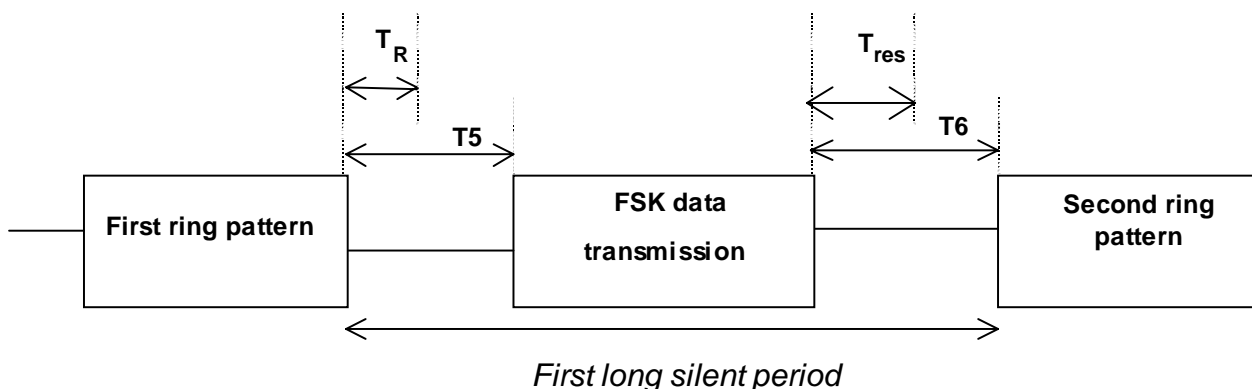 T_R
T_res
T5
T6
First ring pattern
FSK data
transmission
Second ring
pattern
First long silent period